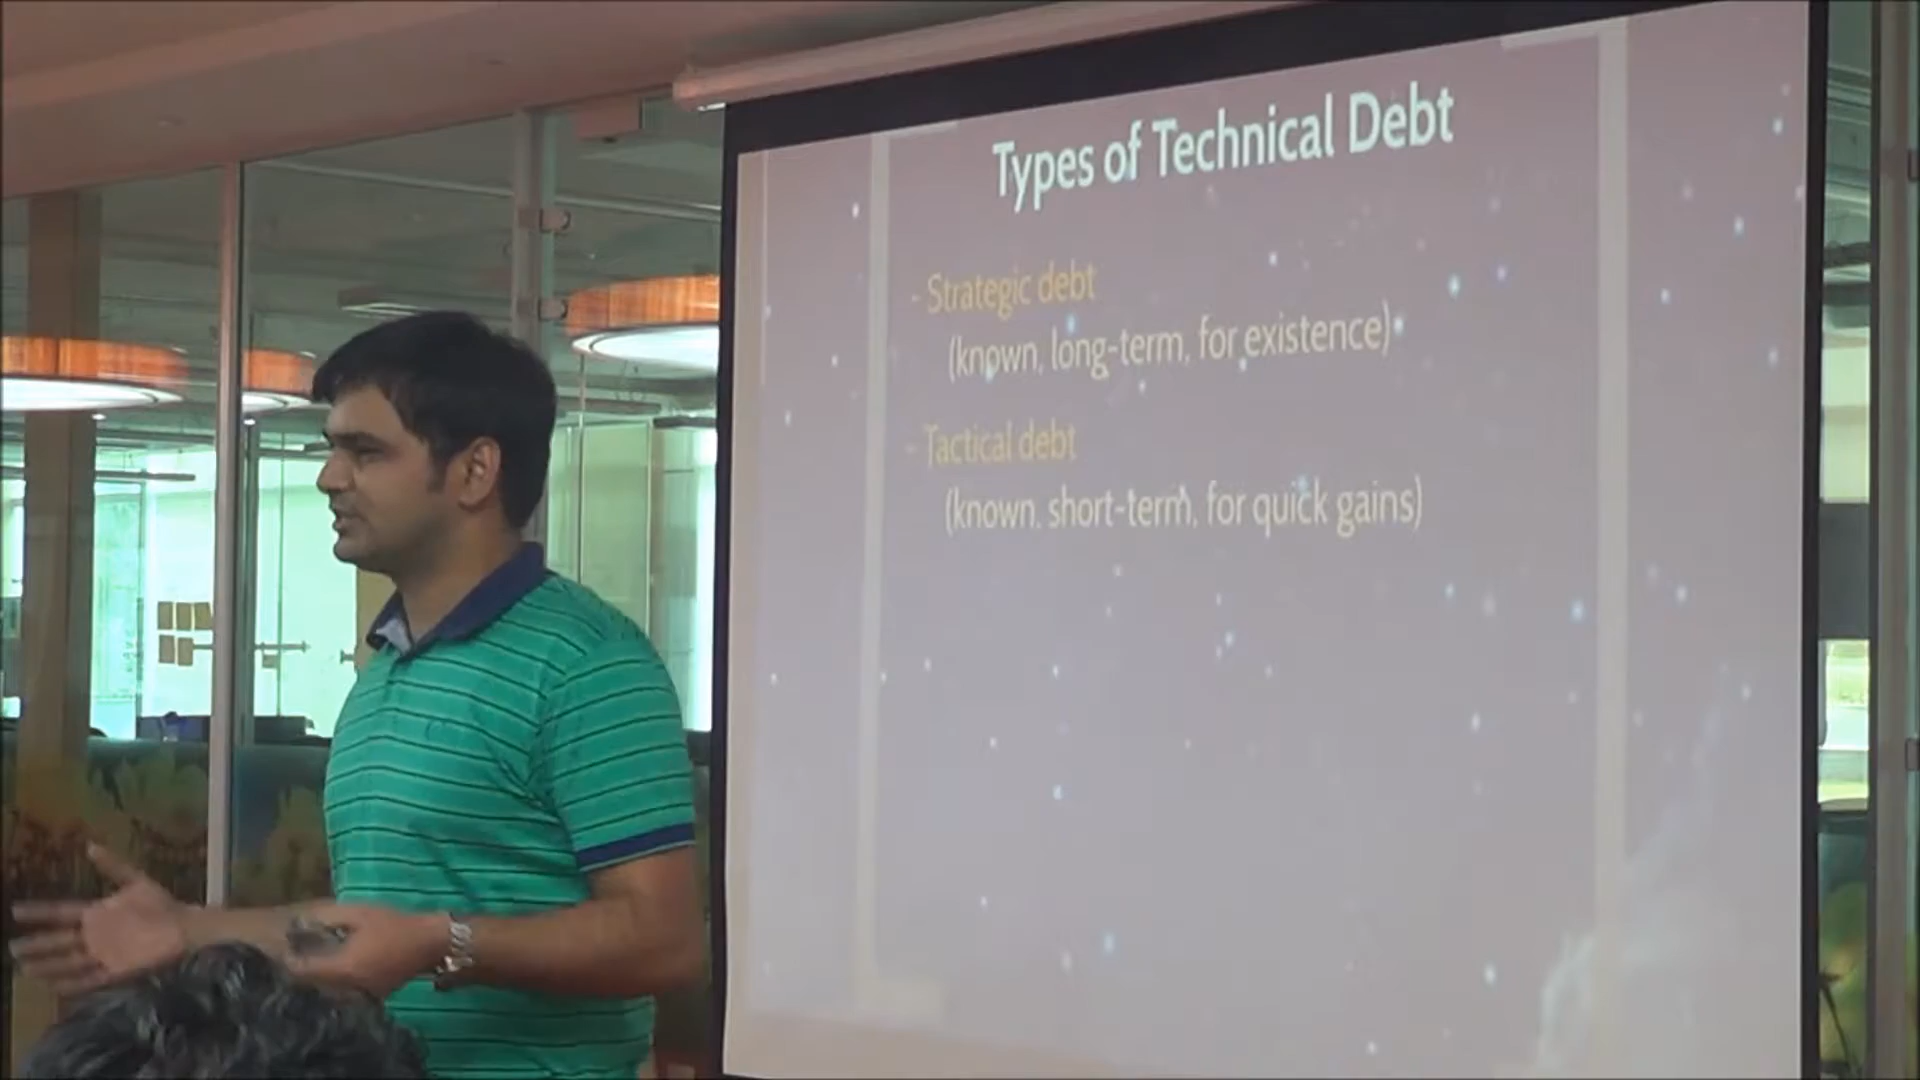 Types of Technical Debt
- Strategic debt
(known, long-term, for existence)
- Tactical debt
(known, short-term, for quick gains)